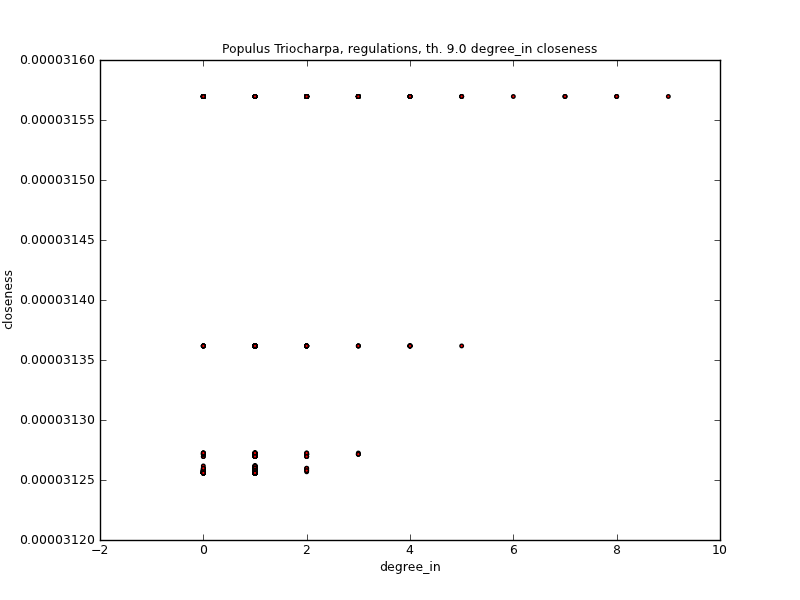 Populus Triocharpa, regulations, th. 9.0 degree_in closeness
0.00003160
0.00003155
0.00003150
0.00003145
0.00003140
0.00003135
0.00003130
0.00003125
0.00003120
closeness
−2 0 2 4 6 8 10
degree_in